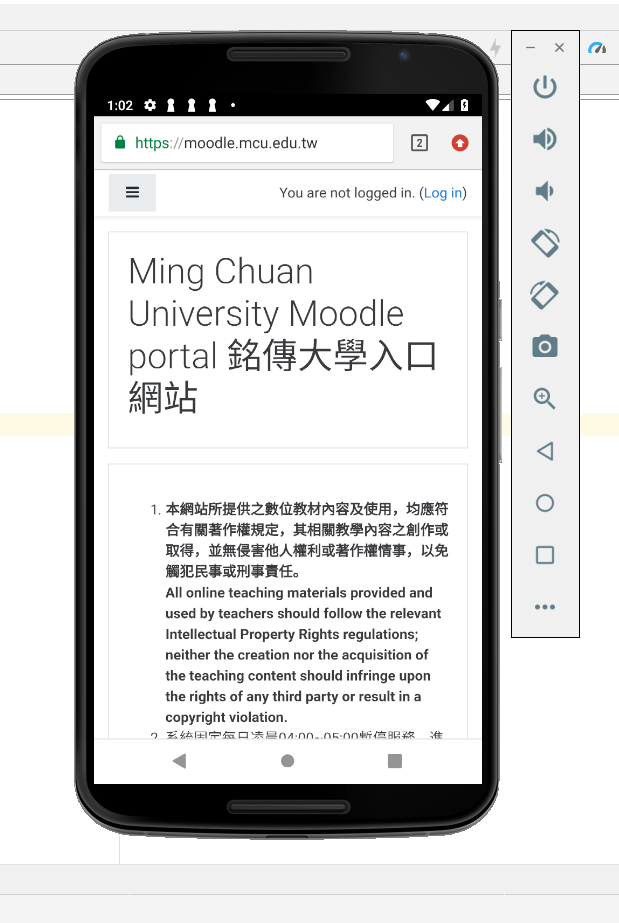 1:02
https://moodle.mcu.edu.tw
2
You are not logged in. (Log in)
Ming Chuan
University Moodle
portal 銘傳大學入口
網站
1. 本網站所提供之數位教材內容及使用，均應符
合有關著作權規定，其相關教學內容之創作或
取得，並無侵害他人權利或著作權情事，以免
觸犯民事或刑事責任。
All online teaching materials provided and
used by teachers should follow the relevant
Intellectual Property Rights regulations;
neither the creation nor the acquisition of
the teaching content should infringe upon
the rights of any third party or result in a
copyright violation.
2. 系統固定每日凌晨04:00~05:00暫停服務，進